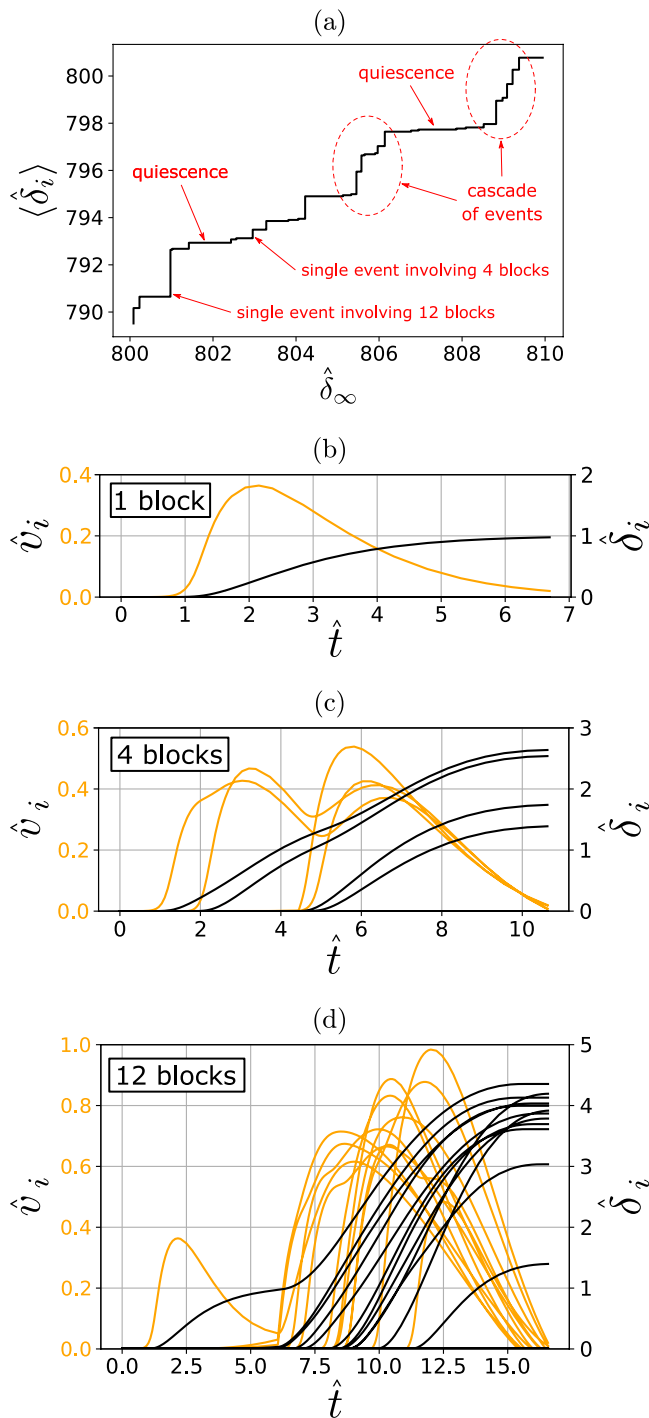 (a)
800
798
796
794
792
790
⟨δ̂ᵢ⟩
quiescence
quiescence
cascade
of events
single event involving 4 blocks
single event involving 12 blocks
800 802 804 806 808 810
δ̂∞
(b)
1 block
0.4
0.2
0.0
v̂ᵢ
2
1
0
δ̂ᵢ
0 1 2 3 4 5 6 7
t̂
(c)
4 blocks
0.6
0.4
0.2
0.0
v̂ᵢ
3
2
1
0
δ̂ᵢ
0 2 4 6 8 10
t̂
(d)
12 blocks
1.0
0.8
0.6
0.4
0.2
0.0
v̂ᵢ
5
4
3
2
1
0
δ̂ᵢ
0.0 2.5 5.0 7.5 10.0 12.5 15.0
t̂